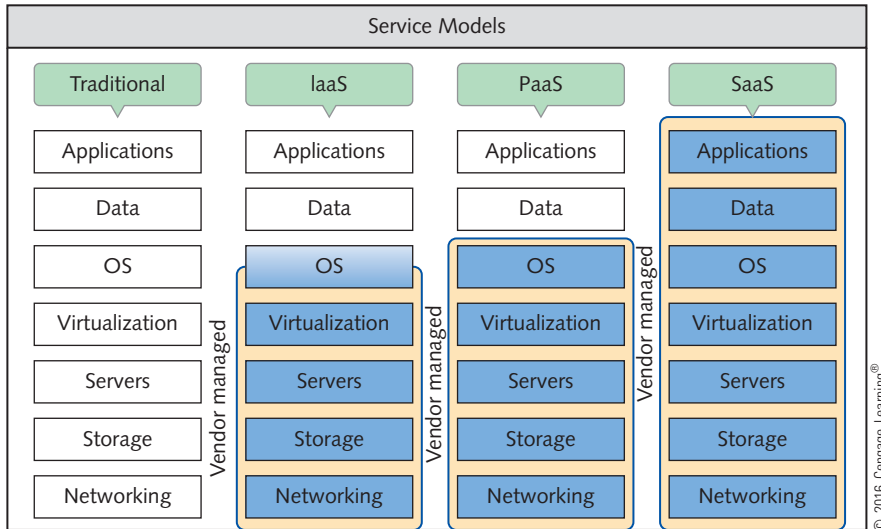 Service Models
Traditional
IaaS
PaaS
SaaS
Applications
Applications
Applications
Applications
Data
Data
Data
Data
OS
OS
OS
OS
Virtualization
Virtualization
Virtualization
Virtualization
Servers
Servers
Servers
Servers
Storage
Storage
Storage
Storage
Networking
Networking
Networking
Networking
Vendor managed
Vendor managed
Vendor managed
© 2016 Cengage Learning®